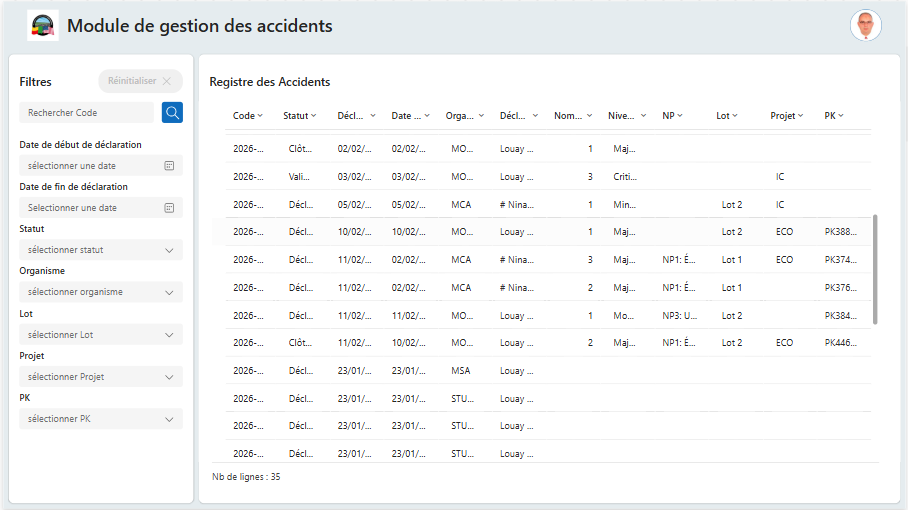 Module de gestion des accidents
Filtres
Réinitialiser
Rechercher Code
Date de début de déclaration
sélectionner une date
Date de fin de déclaration
Selectionner une date
Statut
sélectionner statut
Organisme
sélectionner organisme
Lot
sélectionner Lot
Projet
sélectionner Projet
PK
sélectionner PK
Registre des Accidents
Code Statut Décl... Date ... Orga... Décl... Nom... Nive... NP Lot Projet PK
2026-... Clôt... 02/02/... 02/02/... MO... Louay ... 1 Maj...
2026-... Vali... 03/02/... 03/02/... MO... Louay ... 3 Criti... IC
2026-... Décl... 05/02/... 05/02/... MCA # Nina... 1 Min... Lot 2 IC
2026-... Décl... 10/02/... 10/02/... MO... Louay ... 1 Maj... Lot 2 ECO PK388...
2026-... Décl... 11/02/... 02/02/... MCA # Nina... 3 Maj... NP1: É... Lot 1 ECO PK374...
2026-... Décl... 11/02/... 02/02/... MCA # Nina... 2 Maj... NP1: É... Lot 1 PK376...
2026-... Décl... 11/02/... 11/02/... MO... Louay ... 1 Mo... NP3: U... Lot 2 PK384...
2026-... Clôt... 11/02/... 10/02/... MO... Louay ... 2 Maj... NP1: É... Lot 2 ECO PK446...
2026-... Décl... 23/01/... 23/01/... MSA Louay ...
2026-... Décl... 23/01/... 23/01/... STU... Louay ...
2026-... Décl... 23/01/... 23/01/... STU... Louay ...
2026-... Décl... 23/01/... 23/01/... STU... Louay ...
Nb de lignes : 35